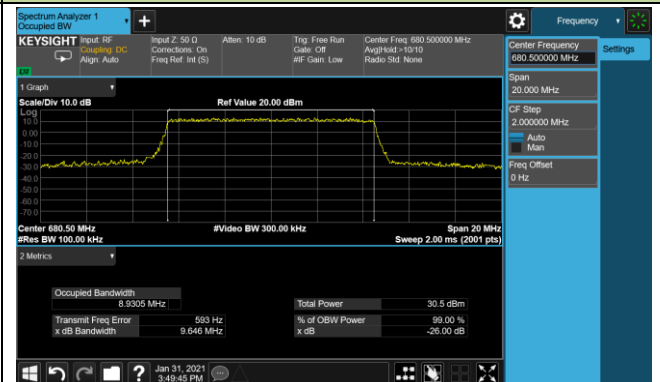 Spectrum Analyzer 1
Occupied BW
Frequency
KEYSIGHT
Input: RF
Coupling: DC
Align: Auto
Input Z: 50 Ω
Corrections: On
Freq Ref: Int (S)
Atten: 10 dB
Trig: Free Run
Gate: Off
#IF Gain: Low
Center Freq: 680.500000 MHz
Avg|Hold:>10/10
Radio Std: None
Center Frequency
680.500000 MHz
Settings
Span
20.000 MHz
CF Step
2.000000 MHz
Auto
Man
Freq Offset
0 Hz
1 Graph
Scale/Div 10.0 dB
Ref Value 20.00 dBm
Log
10.0
0.00
-10.0
-20.0
-30.0
-40.0
-50.0
-60.0
-70.0
Center 680.50 MHz
#Video BW 300.00 kHz
Span 20 MHz
#Res BW 100.00 kHz
Sweep 2.00 ms (2001 pts)
2 Metrics
Occupied Bandwidth
8.9305 MHz
Total Power 30.5 dBm
Transmit Freq Error 593 Hz
% of OBW Power 99.00 %
x dB Bandwidth 9.646 MHz
x dB -26.00 dB
?
Jan 31, 2021
3:49:45 PM